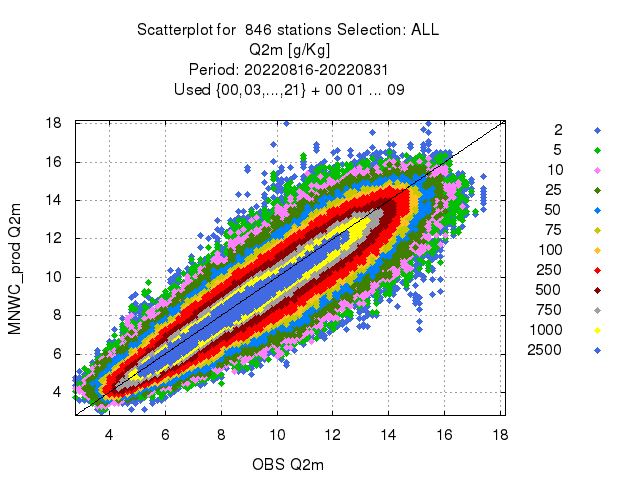 Scatterplot for  846 stations Selection: ALL
Q2m [g/Kg]
Period: 20220816-20220831
Used {00,03,...,21} + 00 01 ... 09
18
16
14
12
10
8
6
4
MNWC_prod Q2m
4 6 8 10 12 14 16 18
OBS Q2m
2
5
10
25
50
75
100
250
500
750
1000
2500